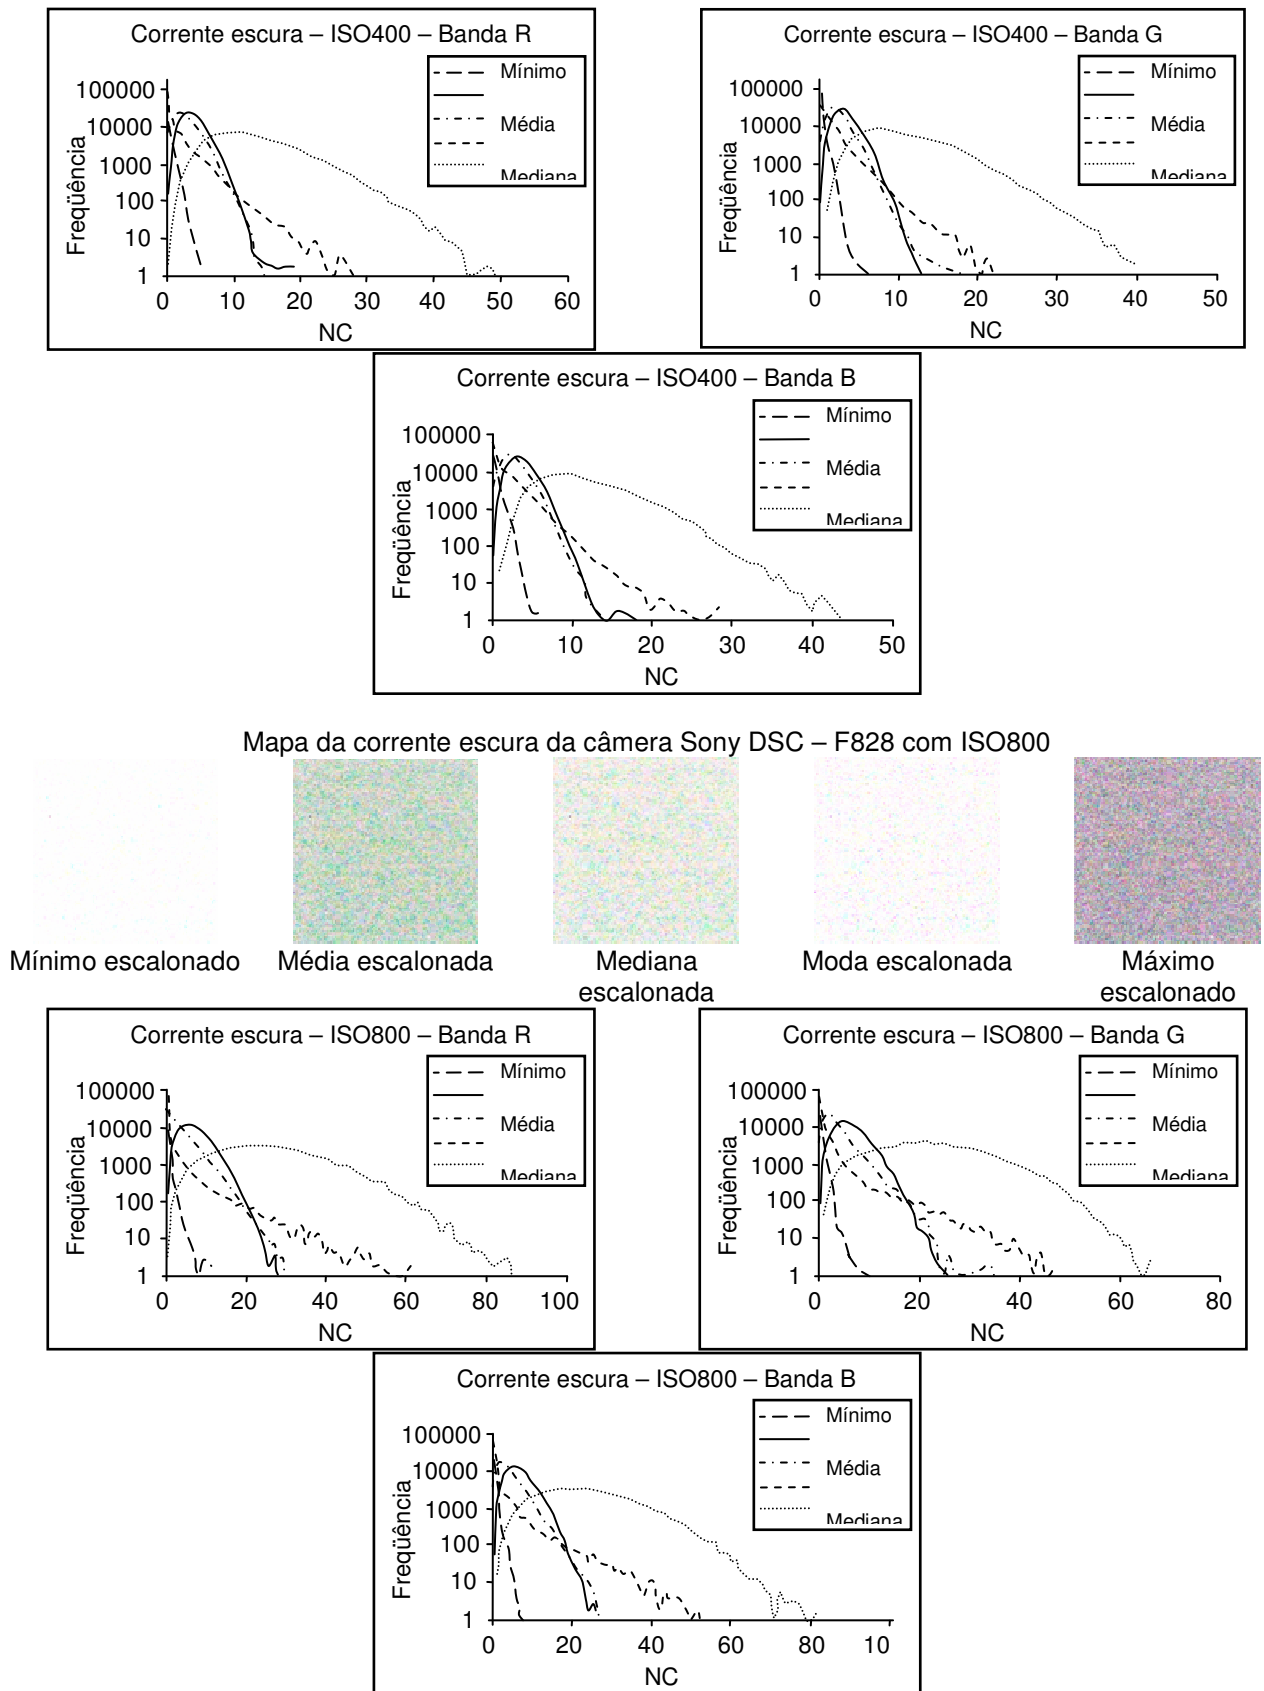 Corrente escura – ISO400 – Banda R
Mínimo
Média
Mediana
Freqüência
100000
10000
1000
100
10
1
0 10 20 30 40 50 60
NC
Corrente escura – ISO400 – Banda G
Mínimo
Média
Mediana
Freqüência
100000
10000
1000
100
10
1
0 10 20 30 40 50
NC
Corrente escura – ISO400 – Banda B
Mínimo
Média
Mediana
Freqüência
100000
10000
1000
100
10
1
0 10 20 30 40 50
NC
Mapa da corrente escura da câmera Sony DSC – F828 com ISO800
Mínimo escalonado
Média escalonada
Mediana
escalonada
Moda escalonada
Máximo
escalonado
Corrente escura – ISO800 – Banda R
Mínimo
Média
Mediana
Freqüência
100000
10000
1000
100
10
1
0 20 40 60 80 100
NC
Corrente escura – ISO800 – Banda G
Mínimo
Média
Mediana
Freqüência
100000
10000
1000
100
10
1
0 20 40 60 80
NC
Corrente escura – ISO800 – Banda B
Mínimo
Média
Mediana
Freqüência
100000
10000
1000
100
10
1
0 20 40 60 80 10
NC